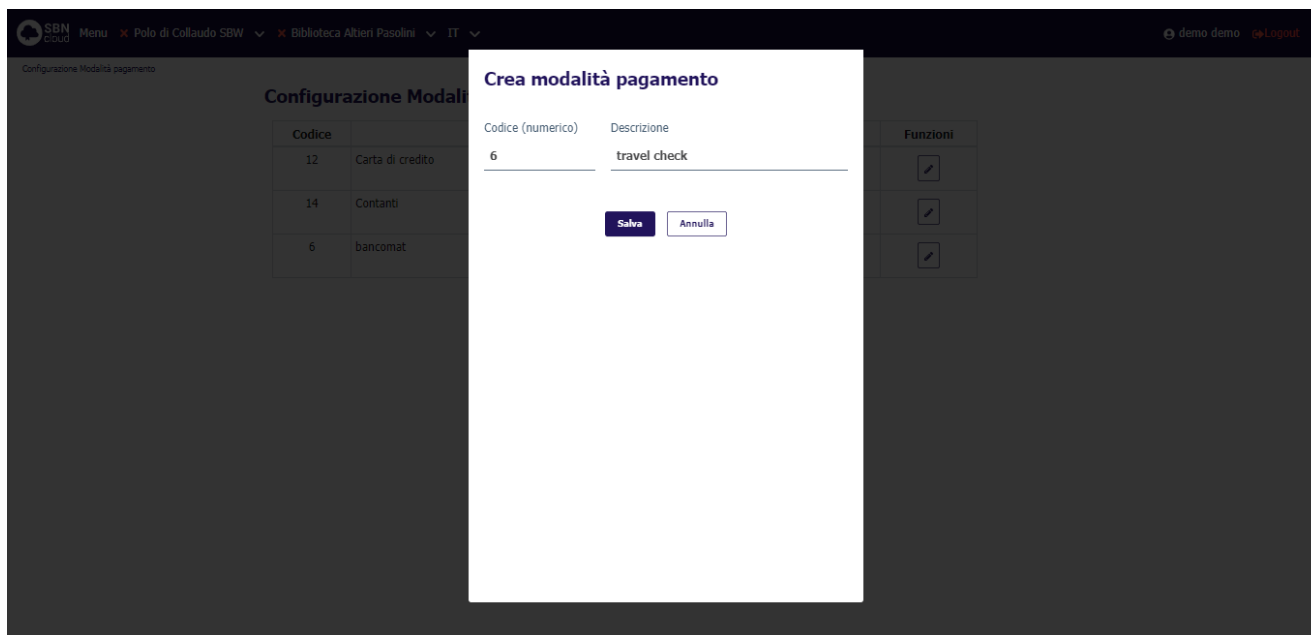 SBN cloud Menu × Polo di Collaudo SBW × Biblioteca Altieri Pasolini IT demo demo Logout
Configurazione Modalità pagamento
Crea modalità pagamento
Configurazione Modali
Codice (numerico) Descrizione
Codice Funzioni
6 travel check
12 Carta di credito
14 Contanti
Salva Annulla
6 bancomat